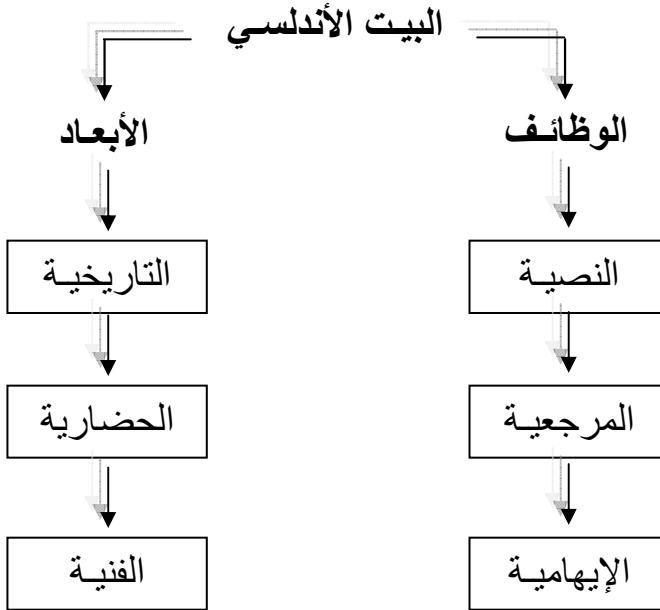 البيت الأندلسي
الوظائف
الأبعاد
النصية
التاريخية
المرجعية
الحضارية
الإيهامية
الفنية